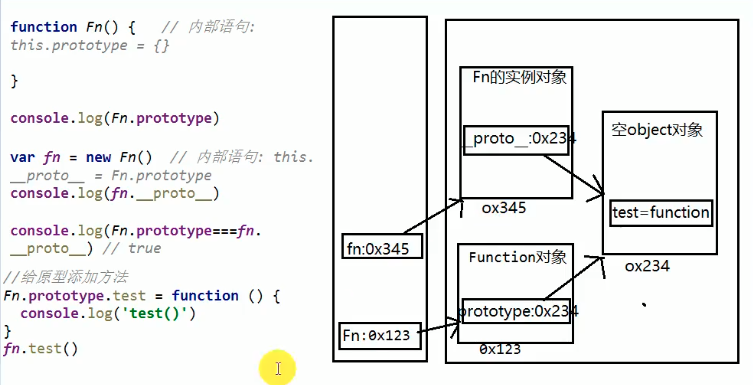 function Fn() {   // 内部语句:
this.prototype = {}
}
console.log(Fn.prototype)
var fn = new Fn()  // 内部语句: this.
__proto__ = Fn.prototype
console.log(fn.__proto__)
console.log(Fn.prototype===fn.
__proto__) // true
//给原型添加方法
Fn.prototype.test = function () {
console.log('test()')
}
fn.test()
fn:0x345
Fn:0x123
Fn的实例对象
__proto__:0x234
ox345
Function对象
prototype:0x234
0x123
空object对象
test=function
ox234